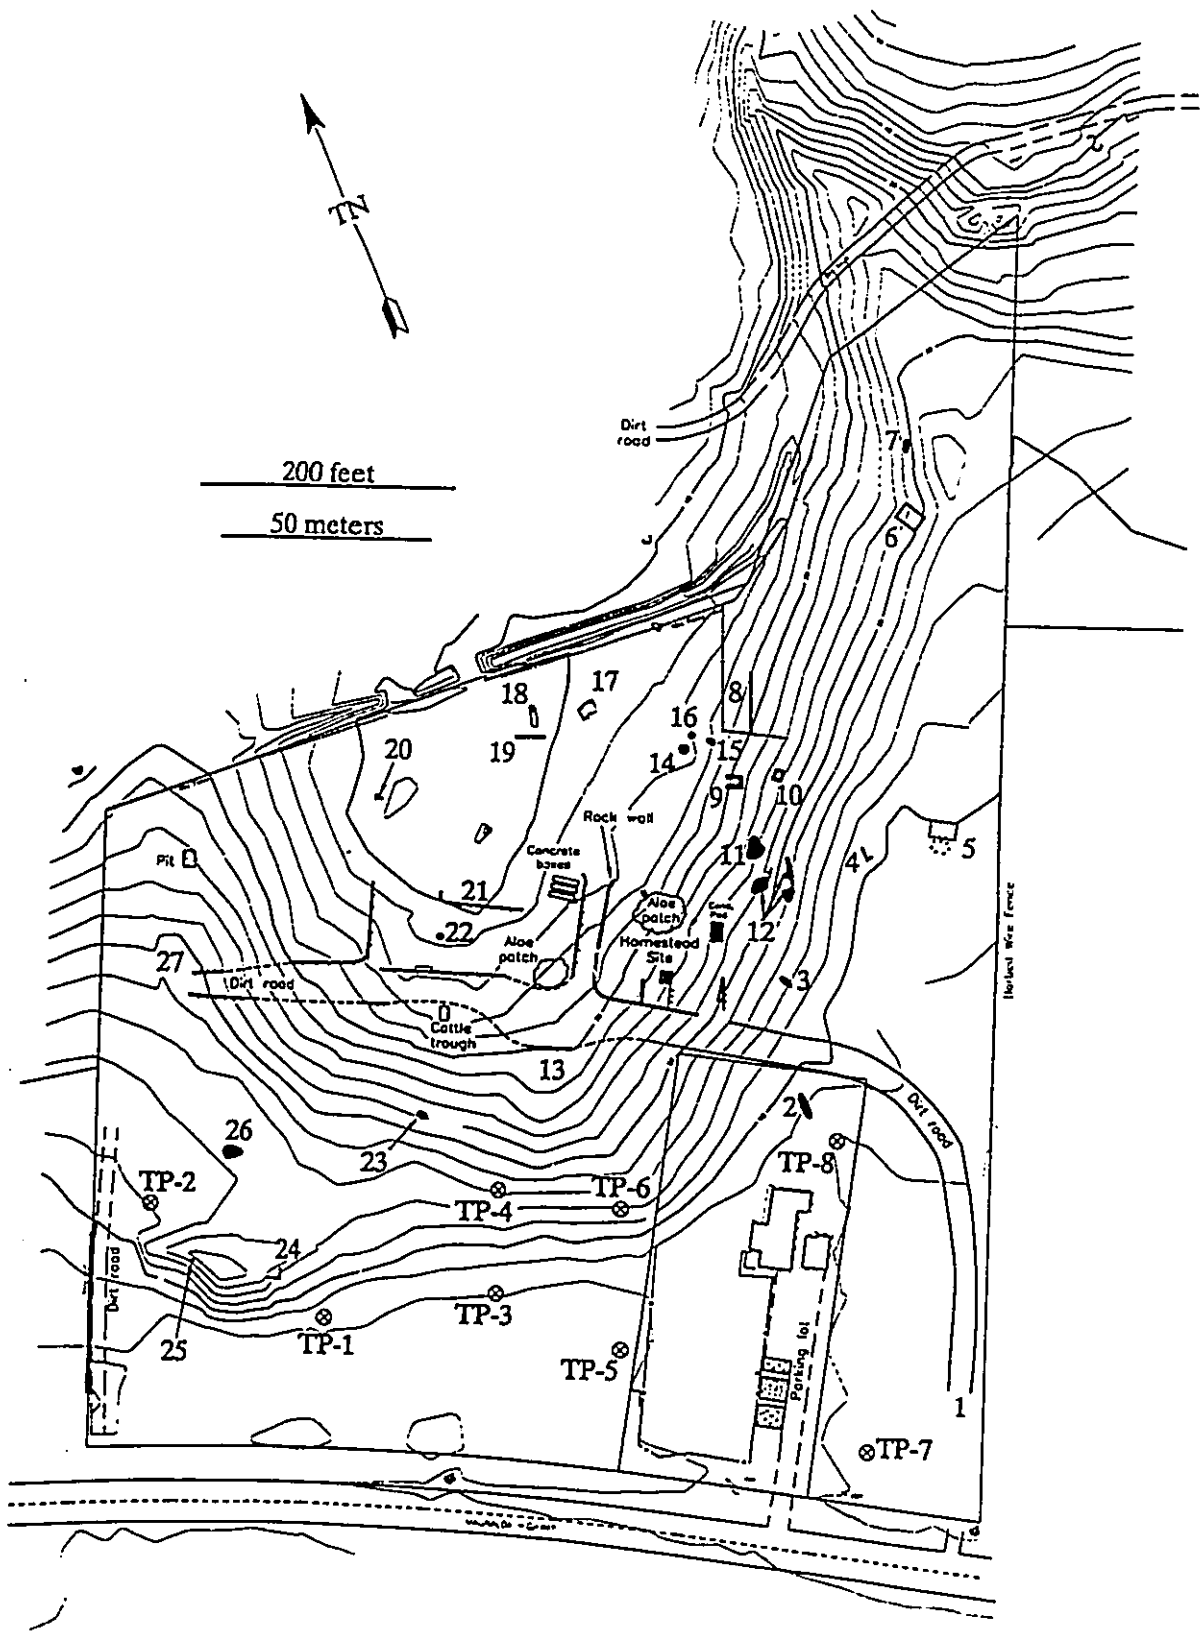 TN
Dirt
road
200 feet
50 meters
7
6
18
17
8
16
19
20
14
15
9
10
Rock wall
Pit
Concrete
boxes
11
4
5
21
Aloe
patch
22
12
Aloe
patch
Homestead
Site
27
Dirt road
3
Cattle
trough
13
2
Dirt road
26
23
TP-8
TP-2
TP-6
TP-4
24
Dirt road
25
TP-3
TP-1
TP-5
Parking lot
1
TP-7